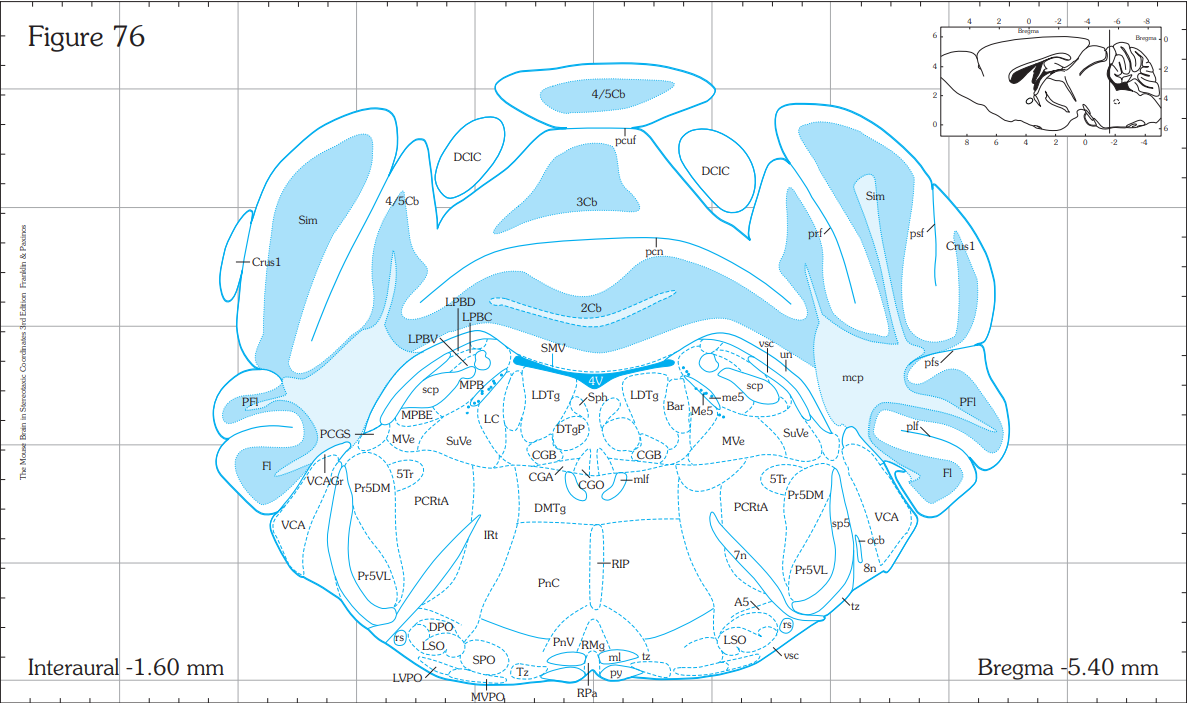 Figure 76
4 2 0 -2 -4 -6 -8
Bregma
Bregma
6
4
2
0
0
2
4
6
8 6 4 2 0 -2 -4
4/5Cb
pcuf
DCIC
DCIC
3Cb
4/5Cb
Sim
Sim
prf
psf
Crus1
Crus1
pcn
2Cb
LPBD
LPBC
LPBV
SMV
vsc
un
4V
mcp
pfs
scp
MPB
LDTg
Sph
LDTg
scp
me5
Bar
Me5
PFl
PFl
MPBE
LC
DTgP
plf
PCGS
MVe
SuVe
MVe
SuVe
CGB
CGB
Fl
Fl
VCAGr
5Tr
CGA
CGO
mlf
5Tr
Pr5DM
Pr5DM
PCRtA
DMTg
PCRtA
VCA
sp5
VCA
IRt
ocb
7n
8n
RIP
Pr5VL
PnC
Pr5VL
A5
tz
rs
DPO
rs
LSO
PnV
RMg
LSO
SPO
ml
tz
vsc
LVPO
Tz
py
MVPO
RPa
Interaural -1.60 mm
Bregma -5.40 mm
The Mouse Brain in Stereotaxic Coordinates 3rd Edition Franklin & Paxinos